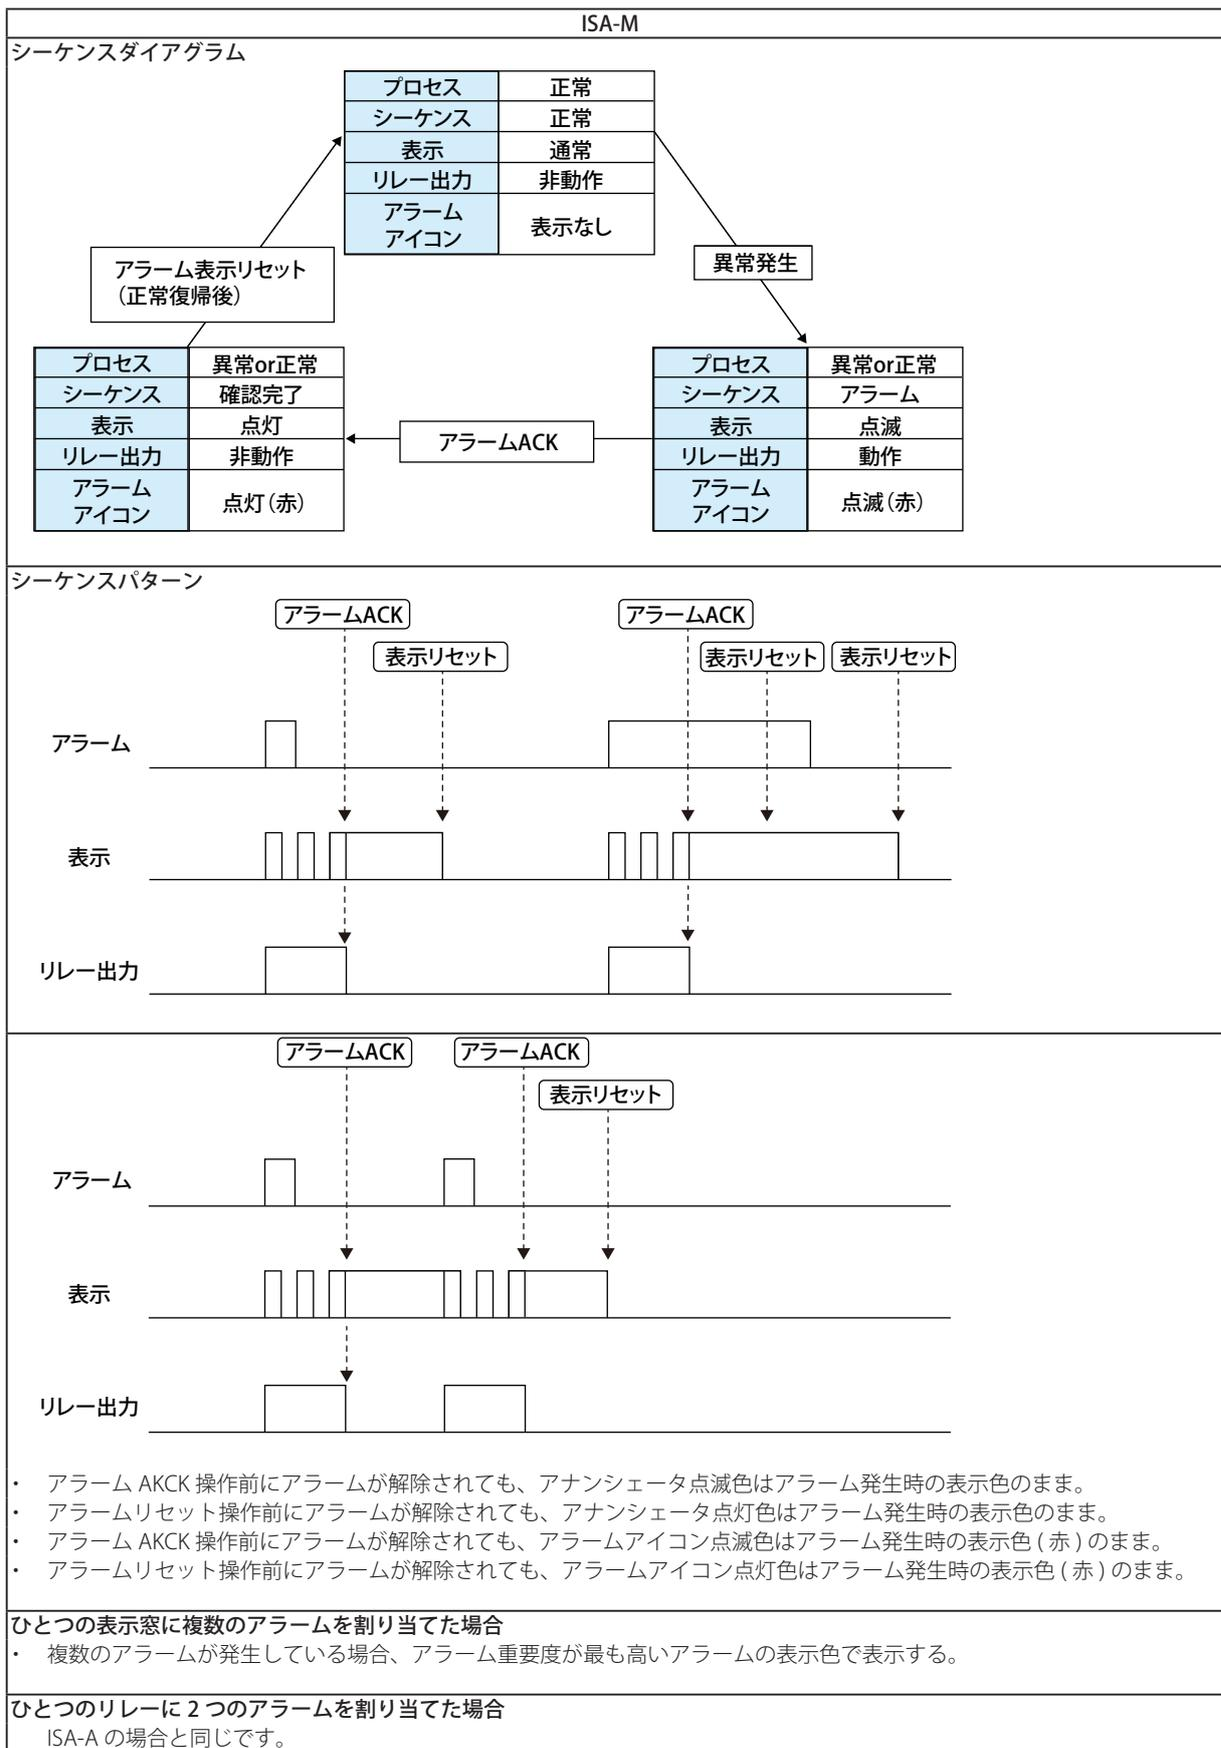 ISA-M
シーケンスダイアグラム
プロセス 正常
シーケンス 正常
表示 通常
リレー出力 非動作
アラーム
アイコン
表示なし
アラーム表示リセット
（正常復帰後）
異常発生
プロセス 異常or正常
シーケンス 確認完了
表示 点灯
リレー出力 非動作
アラーム
アイコン
点灯（赤）
アラームACK
プロセス 異常or正常
シーケンス アラーム
表示 点滅
リレー出力 動作
アラーム
アイコン
点滅（赤）
シーケンスパターン
アラームACK アラームACK
表示リセット 表示リセット 表示リセット
アラーム
表示
リレー出力
アラームACK アラームACK
表示リセット
アラーム
表示
リレー出力
・ アラーム AKCK 操作前にアラームが解除されても、アナンシェータ点滅色はアラーム発生時の表示色のまま。
・ アラームリセット操作前にアラームが解除されても、アナンシェータ点灯色はアラーム発生時の表示色のまま。
・ アラーム AKCK 操作前にアラームが解除されても、アラームアイコン点滅色はアラーム発生時の表示色 ( 赤 ) のまま。
・ アラームリセット操作前にアラームが解除されても、アラームアイコン点灯色はアラーム発生時の表示色 ( 赤 ) のまま。
ひとつの表示窓に複数のアラームを割り当てた場合
・ 複数のアラームが発生している場合、アラーム重要度が最も高いアラームの表示色で表示する。
ひとつのリレーに 2 つのアラームを割り当てた場合
ISA-A の場合と同じです。